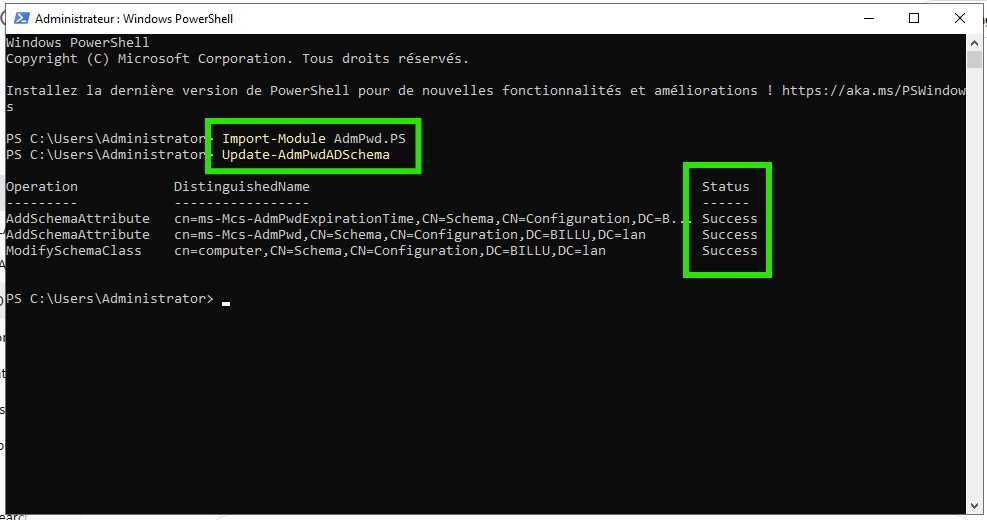 Administrateur : Windows PowerShell
Windows PowerShell
Copyright (C) Microsoft Corporation. Tous droits réservés.
Installez la dernière version de PowerShell pour de nouvelles fonctionnalités et améliorations ! https://aka.ms/PSWindow
s
PS C:\Users\Administrator> Import-Module AdmPwd.PS
PS C:\Users\Administrator> Update-AdmPwdADSchema
Operation DistinguishedName Status
--------- ----------------- ------
AddSchemaAttribute cn=ms-Mcs-AdmPwdExpirationTime,CN=Schema,CN=Configuration,DC=B... Success
AddSchemaAttribute cn=ms-Mcs-AdmPwd,CN=Schema,CN=Configuration,DC=BILLU,DC=lan Success
ModifySchemaClass cn=computer,CN=Schema,CN=Configuration,DC=BILLU,DC=lan Success
PS C:\Users\Administrator>